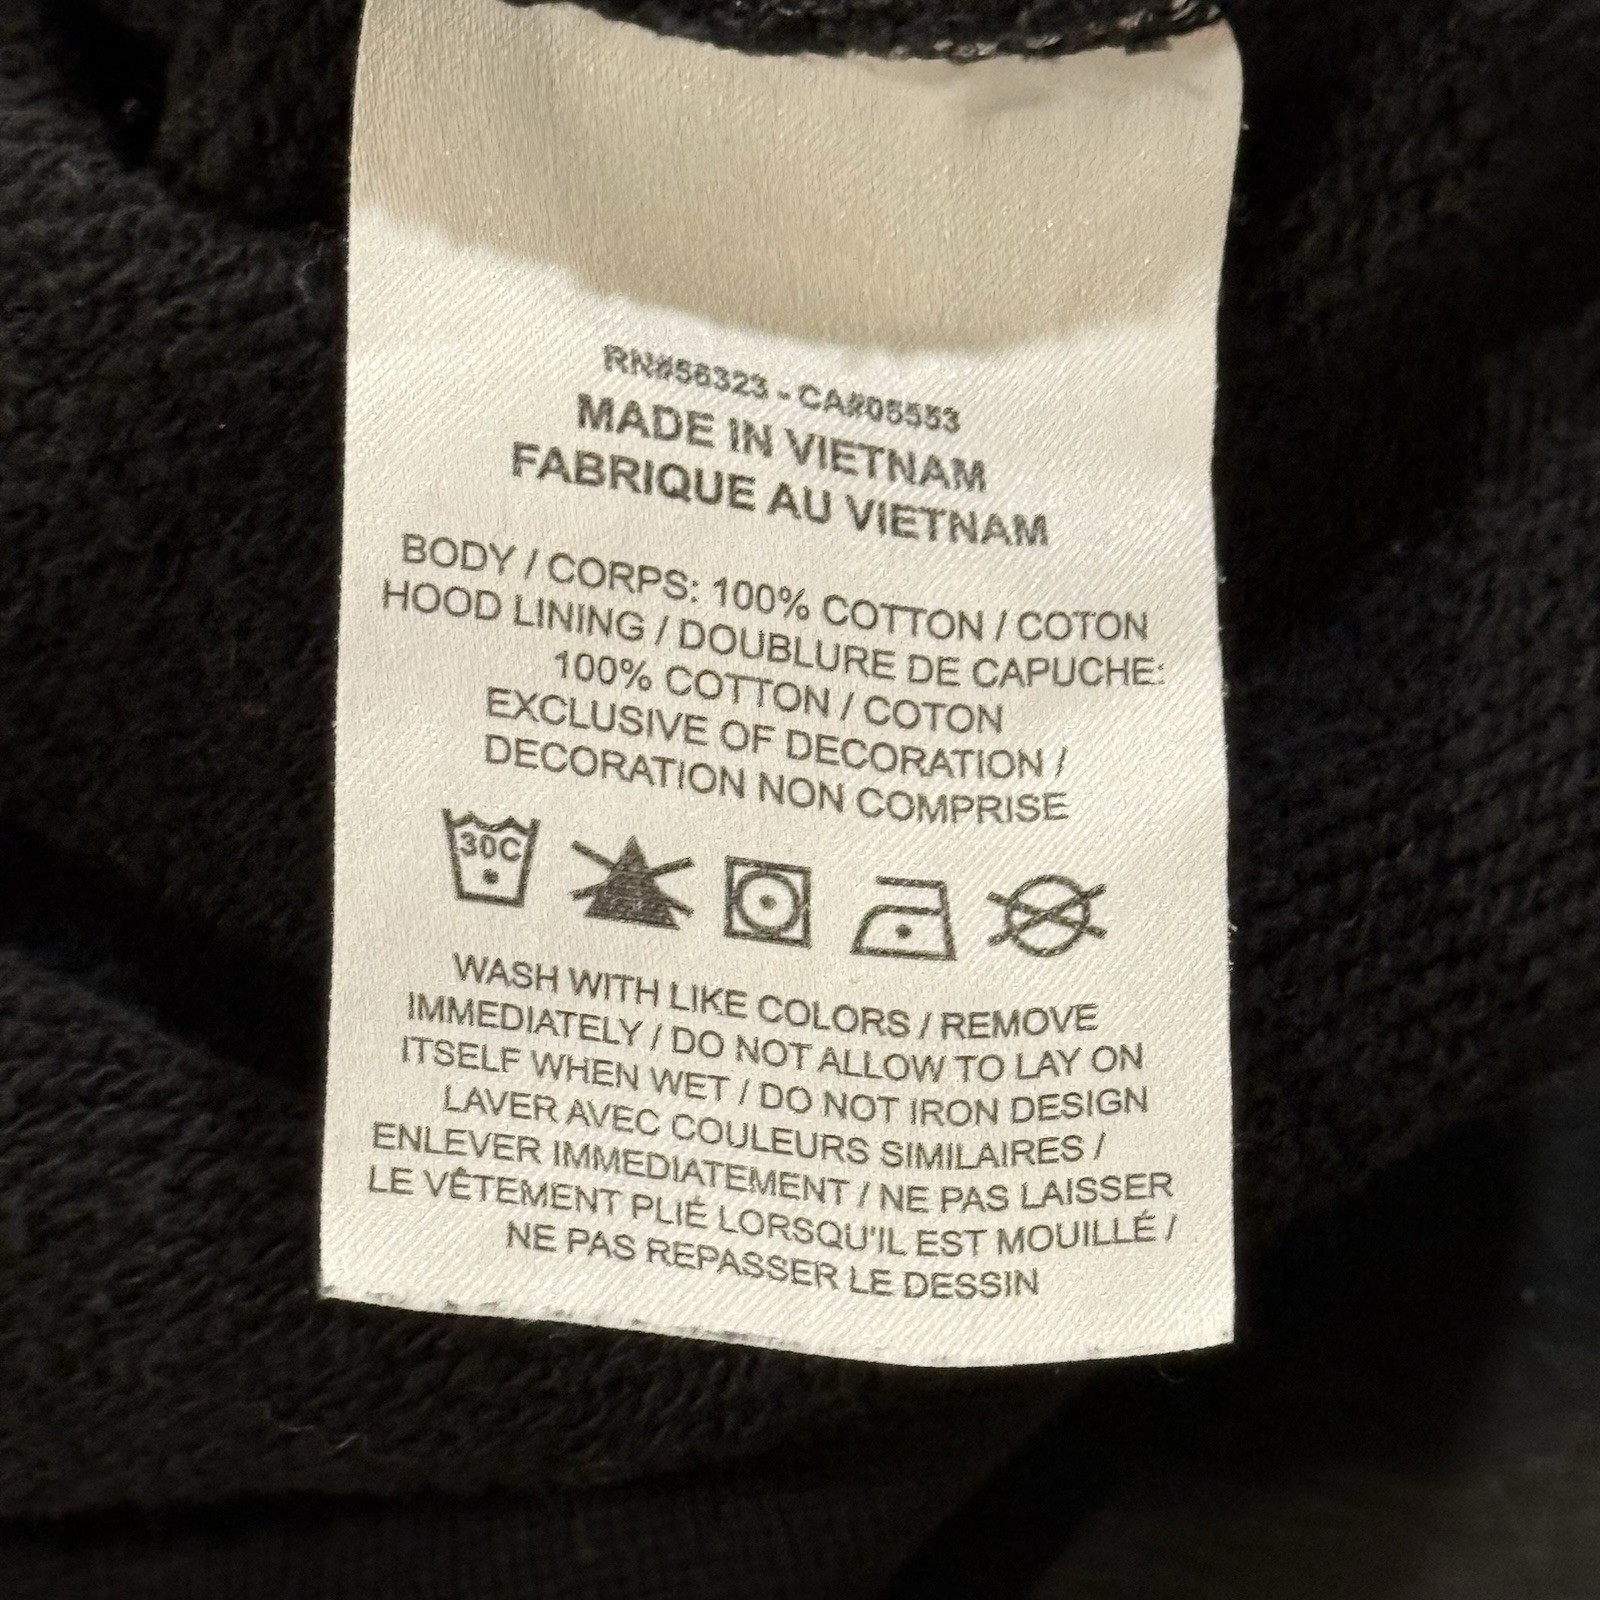 RN#56323 - CA#05553
MADE IN VIETNAM
FABRIQUE AU VIETNAM
BODY / CORPS: 100% COTTON / COTON
HOOD LINING / DOUBLURE DE CAPUCHE:
100% COTTON / COTON
EXCLUSIVE OF DECORATION /
DECORATION NON COMPRISE
30C
WASH WITH LIKE COLORS / REMOVE
IMMEDIATELY / DO NOT ALLOW TO LAY ON
ITSELF WHEN WET / DO NOT IRON DESIGN
LAVER AVEC COULEURS SIMILAIRES /
ENLEVER IMMEDIATEMENT / NE PAS LAISSER
LE VÊTEMENT PLIÉ LORSQU'IL EST MOUILLÉ /
NE PAS REPASSER LE DESSIN